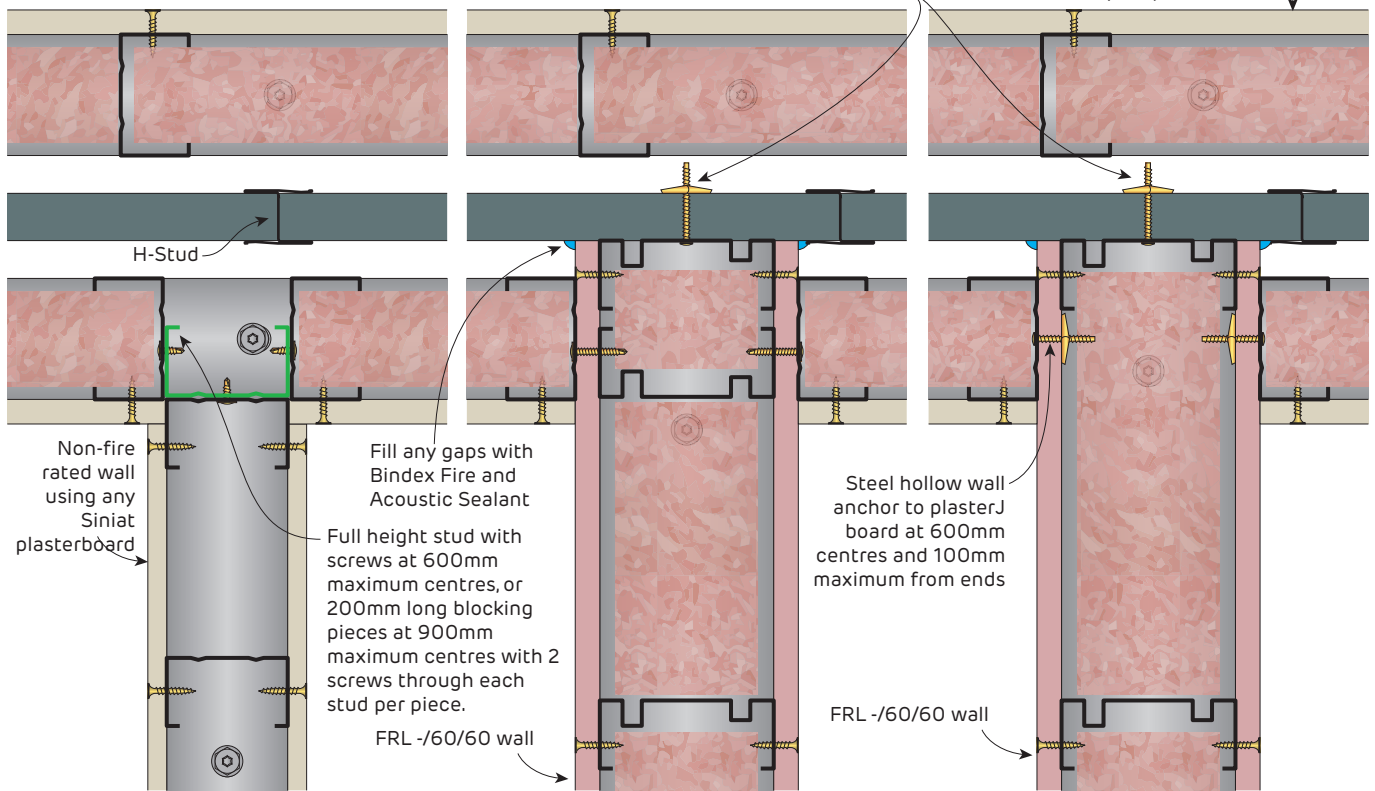 H-Stud
Non-fire
rated wall
using any
Siniat
plasterboard
Fill any gaps with
Bindex Fire and
Acoustic Sealant
Full height stud with
screws at 600mm
maximum centres, or
200mm long blocking
pieces at 900mm
maximum centres with 2
screws through each
stud per piece.
FRL -/60/60 wall
Steel hollow wall
anchor to plasterJ
board at 600mm
centres and 100mm
maximum from ends
FRL -/60/60 wall